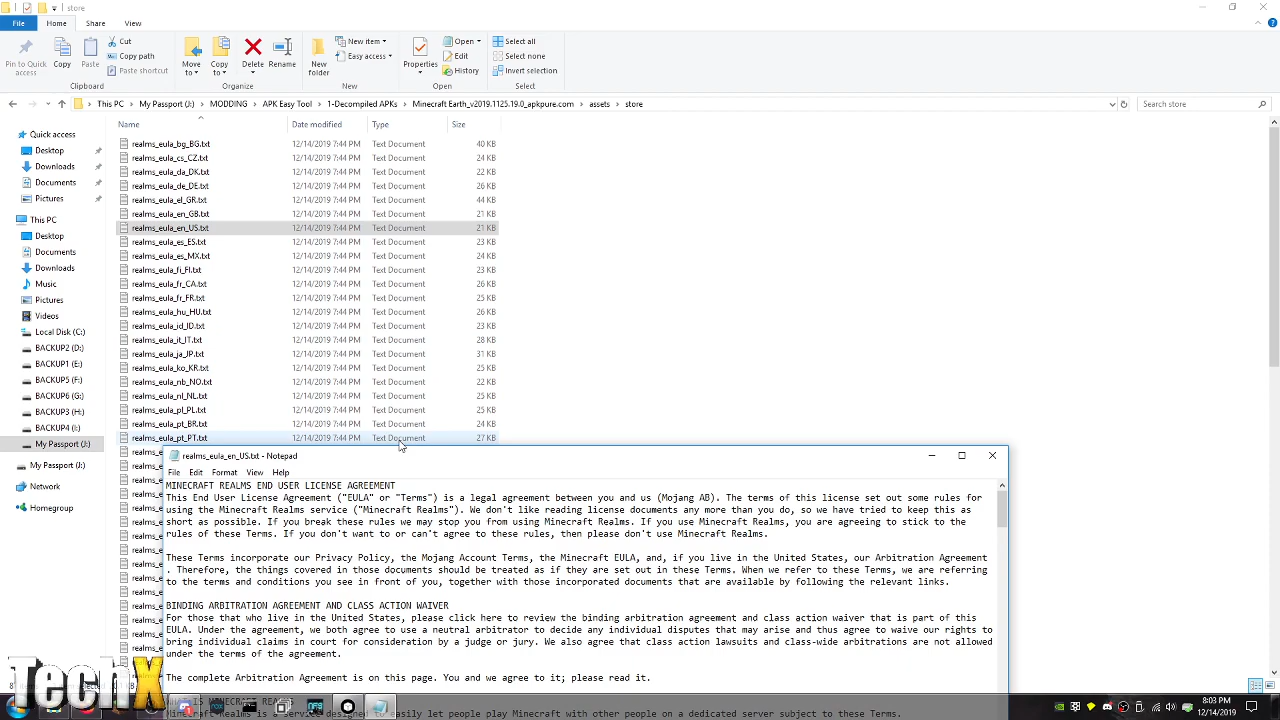 store
File Home Share View
Pin to Quick access
Copy
Paste
Cut
Copy path
Paste shortcut
Clipboard
Move to
Copy to
Delete
Rename
Organize
New folder
New item
Easy access
New
Properties
Open
Edit
History
Open
Select all
Select none
Invert selection
Select
This PC > My Passport (J:) > MODDING > APK Easy Tool > 1-Decompiled APKs > Minecraft Earth_v2019.1125.19.0_apkpure.com > assets > store
Search store
Quick access
Desktop
Downloads
Documents
Pictures
This PC
Desktop
Documents
Downloads
Music
Pictures
Videos
Local Disk (C:)
BACKUP2 (D:)
BACKUP1 (E:)
BACKUP5 (F:)
BACKUP6 (G:)
BACKUP3 (H:)
BACKUP4 (I:)
My Passport (J:)
My Passport (J:)
Network
Homegroup
Name Date modified Type Size
realms_eula_bg_BG.txt 12/14/2019 7:44 PM Text Document 40 KB
realms_eula_cs_CZ.txt 12/14/2019 7:44 PM Text Document 24 KB
realms_eula_da_DK.txt 12/14/2019 7:44 PM Text Document 22 KB
realms_eula_de_DE.txt 12/14/2019 7:44 PM Text Document 26 KB
realms_eula_el_GR.txt 12/14/2019 7:44 PM Text Document 44 KB
realms_eula_en_GB.txt 12/14/2019 7:44 PM Text Document 21 KB
realms_eula_en_US.txt 12/14/2019 7:44 PM Text Document 21 KB
realms_eula_es_ES.txt 12/14/2019 7:44 PM Text Document 23 KB
realms_eula_es_MX.txt 12/14/2019 7:44 PM Text Document 24 KB
realms_eula_fi_FI.txt 12/14/2019 7:44 PM Text Document 23 KB
realms_eula_fr_CA.txt 12/14/2019 7:44 PM Text Document 26 KB
realms_eula_fr_FR.txt 12/14/2019 7:44 PM Text Document 25 KB
realms_eula_hu_HU.txt 12/14/2019 7:44 PM Text Document 25 KB
realms_eula_id_ID.txt 12/14/2019 7:44 PM Text Document 23 KB
realms_eula_it_IT.txt 12/14/2019 7:44 PM Text Document 28 KB
realms_eula_ja_JP.txt 12/14/2019 7:44 PM Text Document 31 KB
realms_eula_ko_KR.txt 12/14/2019 7:44 PM Text Document 25 KB
realms_eula_nb_NO.txt 12/14/2019 7:44 PM Text Document 22 KB
realms_eula_nl_NL.txt 12/14/2019 7:44 PM Text Document 25 KB
realms_eula_pl_PL.txt 12/14/2019 7:44 PM Text Document 25 KB
realms_eula_pt_BR.txt 12/14/2019 7:44 PM Text Document 24 KB
realms_eula_pt_PT.txt 12/14/2019 7:44 PM Text Document 27 KB
realms_eula_en_US.txt - Notepad
File Edit Format View Help
MINECRAFT REALMS END USER LICENSE AGREEMENT
This End User License Agreement ("EULA" or "Terms") is a legal agreement between you and us (Mojang AB). The terms of this license set out some rules for
using the Minecraft Realms service ("Minecraft Realms"). We don't like reading license documents any more than you do, so we have tried to keep this as
short as possible. If you break these rules we may stop you from using Minecraft Realms. If you use Minecraft Realms, you are agreeing to stick to the
rules of these Terms. If you don't want to or can't agree to these rules, then please don't use Minecraft Realms.
These Terms incorporate our Privacy Policy, the Mojang Account Terms, the Minecraft EULA, and, if you live in the United States, our Arbitration Agreement
. Therefore, the things covered in those documents should be treated as if they are set out in these Terms. When we refer to these Terms, we are referring
to the terms and conditions you see in front of you, together with those incorporated documents that are available by following the relevant links.
BINDING ARBITRATION AGREEMENT AND CLASS ACTION WAIVER
For those that who live in the United States, please click here to review the binding arbitration agreement and class action waiver that is part of this
EULA. Under the agreement, we both agree to use a neutral arbitrator to decide any individual disputes that may arise and thus agree to waive our rights to
bring individual claims in court for consideration by a judge or jury. We also agree that class action lawsuits and class-wide arbitrations are not allowed
under the terms of the agreement.
The complete Arbitration Agreement is on this page. You and we agree to it; please read it.
Minecraft Realms is a service designed to easily let people play Minecraft with other people on a dedicated server subject to these Terms.
TecTiX
8:03 PM
12/14/2019